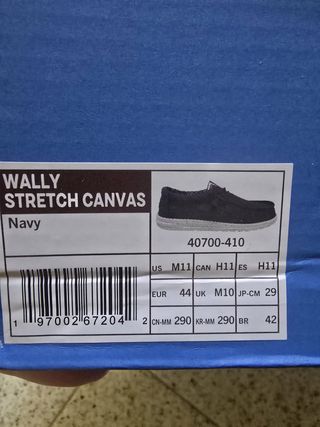 WALLY
STRETCH CANVAS
Navy
40700-410
US M11 CAN H11 ES H11
EUR 44 UK M10 JP-CM 29
CN-MM 290 KR-MM 290 BR 42
1 97002 67204 2